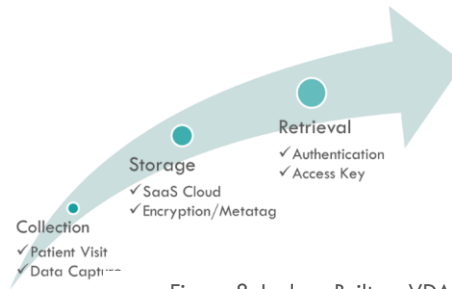 Retrieval
✓Authentication
✓Access Key
Storage
✓SaaS Cloud
✓Encryption/Metatag
Collection
✓Patient Visit
✓Data